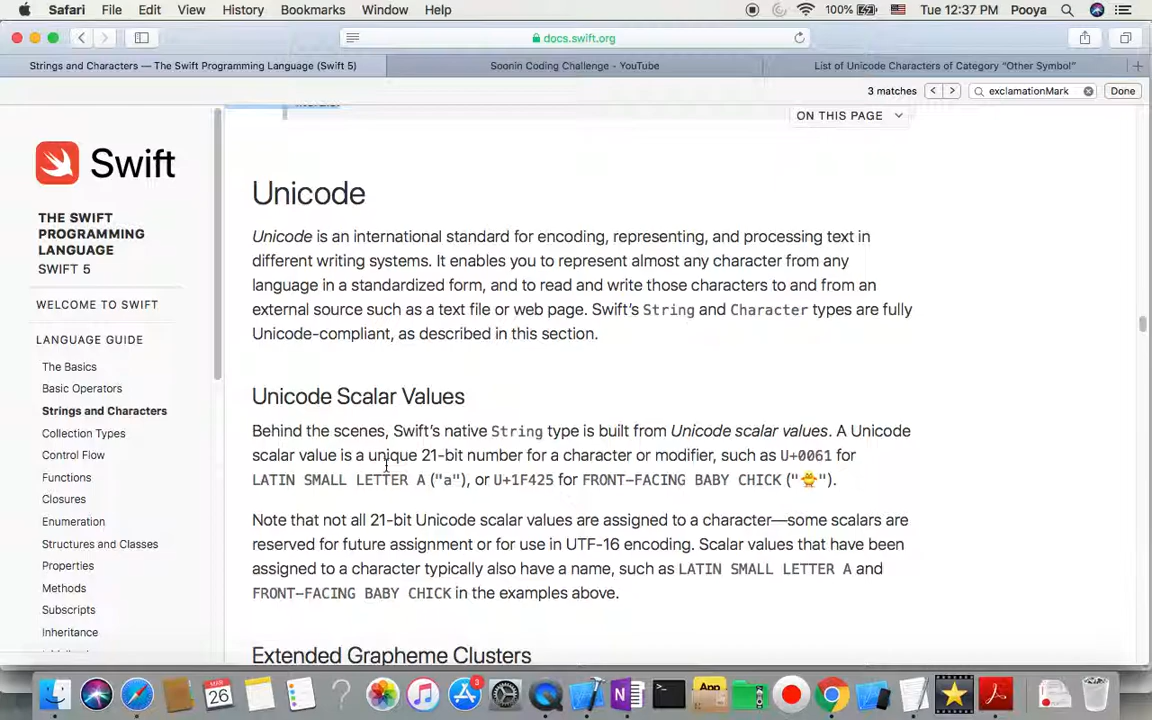 Safari File Edit View History Bookmarks Window Help 100% Tue 12:37 PM Pooya
docs.swift.org
Strings and Characters — The Swift Programming Language (Swift 5) Soonin Coding Challenge - YouTube List of Unicode Characters of Category "Other Symbol"
3 matches exclamationMark Done
ON THIS PAGE
Swift
THE SWIFT
PROGRAMMING
LANGUAGE
SWIFT 5
WELCOME TO SWIFT
LANGUAGE GUIDE
The Basics
Basic Operators
Strings and Characters
Collection Types
Control Flow
Functions
Closures
Enumeration
Structures and Classes
Properties
Methods
Subscripts
Inheritance
Unicode
Unicode is an international standard for encoding, representing, and processing text in
different writing systems. It enables you to represent almost any character from any
language in a standardized form, and to read and write those characters to and from an
external source such as a text file or web page. Swift's String and Character types are fully
Unicode-compliant, as described in this section.
Unicode Scalar Values
Behind the scenes, Swift's native String type is built from Unicode scalar values. A Unicode
scalar value is a unique 21-bit number for a character or modifier, such as U+0061 for
LATIN SMALL LETTER A ("a"), or U+1F425 for FRONT-FACING BABY CHICK ("🐥").
Note that not all 21-bit Unicode scalar values are assigned to a character—some scalars are
reserved for future assignment or for use in UTF-16 encoding. Scalar values that have been
assigned to a character typically also have a name, such as LATIN SMALL LETTER A and
FRONT-FACING BABY CHICK in the examples above.
Extended Grapheme Clusters
MAR
26
3
App